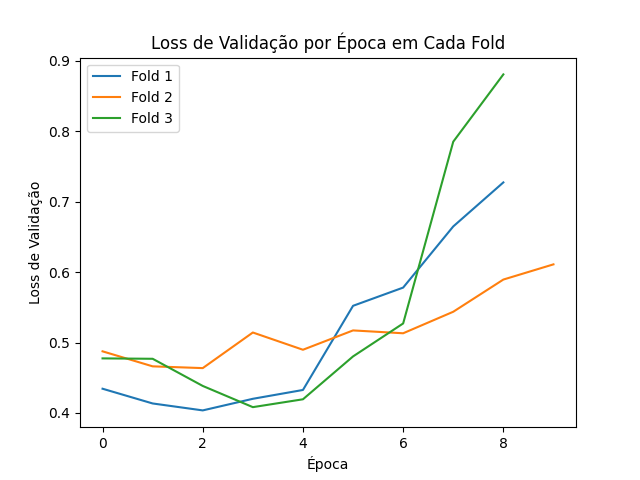 Loss de Validação por Época em Cada Fold
Fold 1
Fold 2
Fold 3
Loss de Validação
0.9
0.8
0.7
0.6
0.5
0.4
0
2
4
6
8
Época